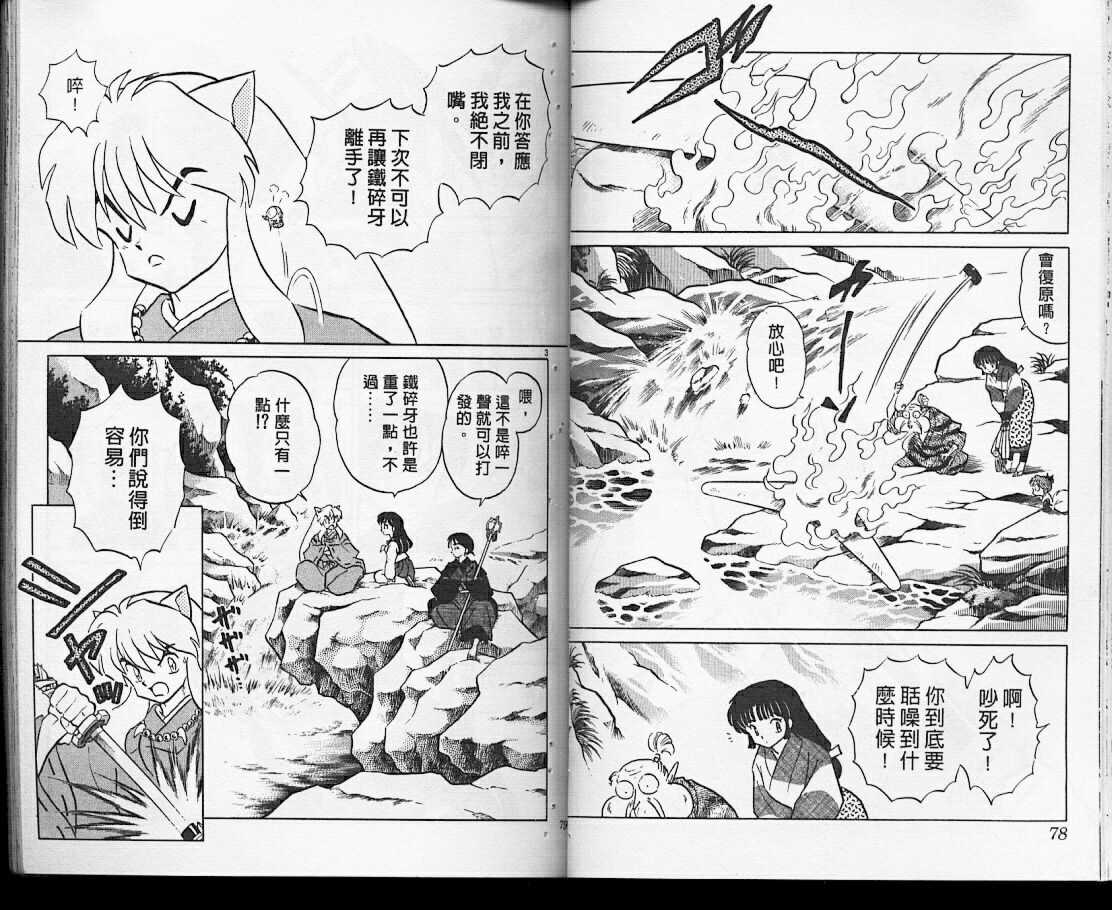 會復原嗎？
放心吧！
啊！
吵死了！
你到底要
聒噪到什
麼時候！
78
在你答應
我之前，
我絕不閉
嘴。
下次不可以
再讓鐵碎牙
離手了！
啐！
喂，
這不是啐一
聲就可以打
發的。
鐵碎牙也許是
重了一點，不
過……
什麼只有一
點!?
你們說得倒
容易…
キキキ
79